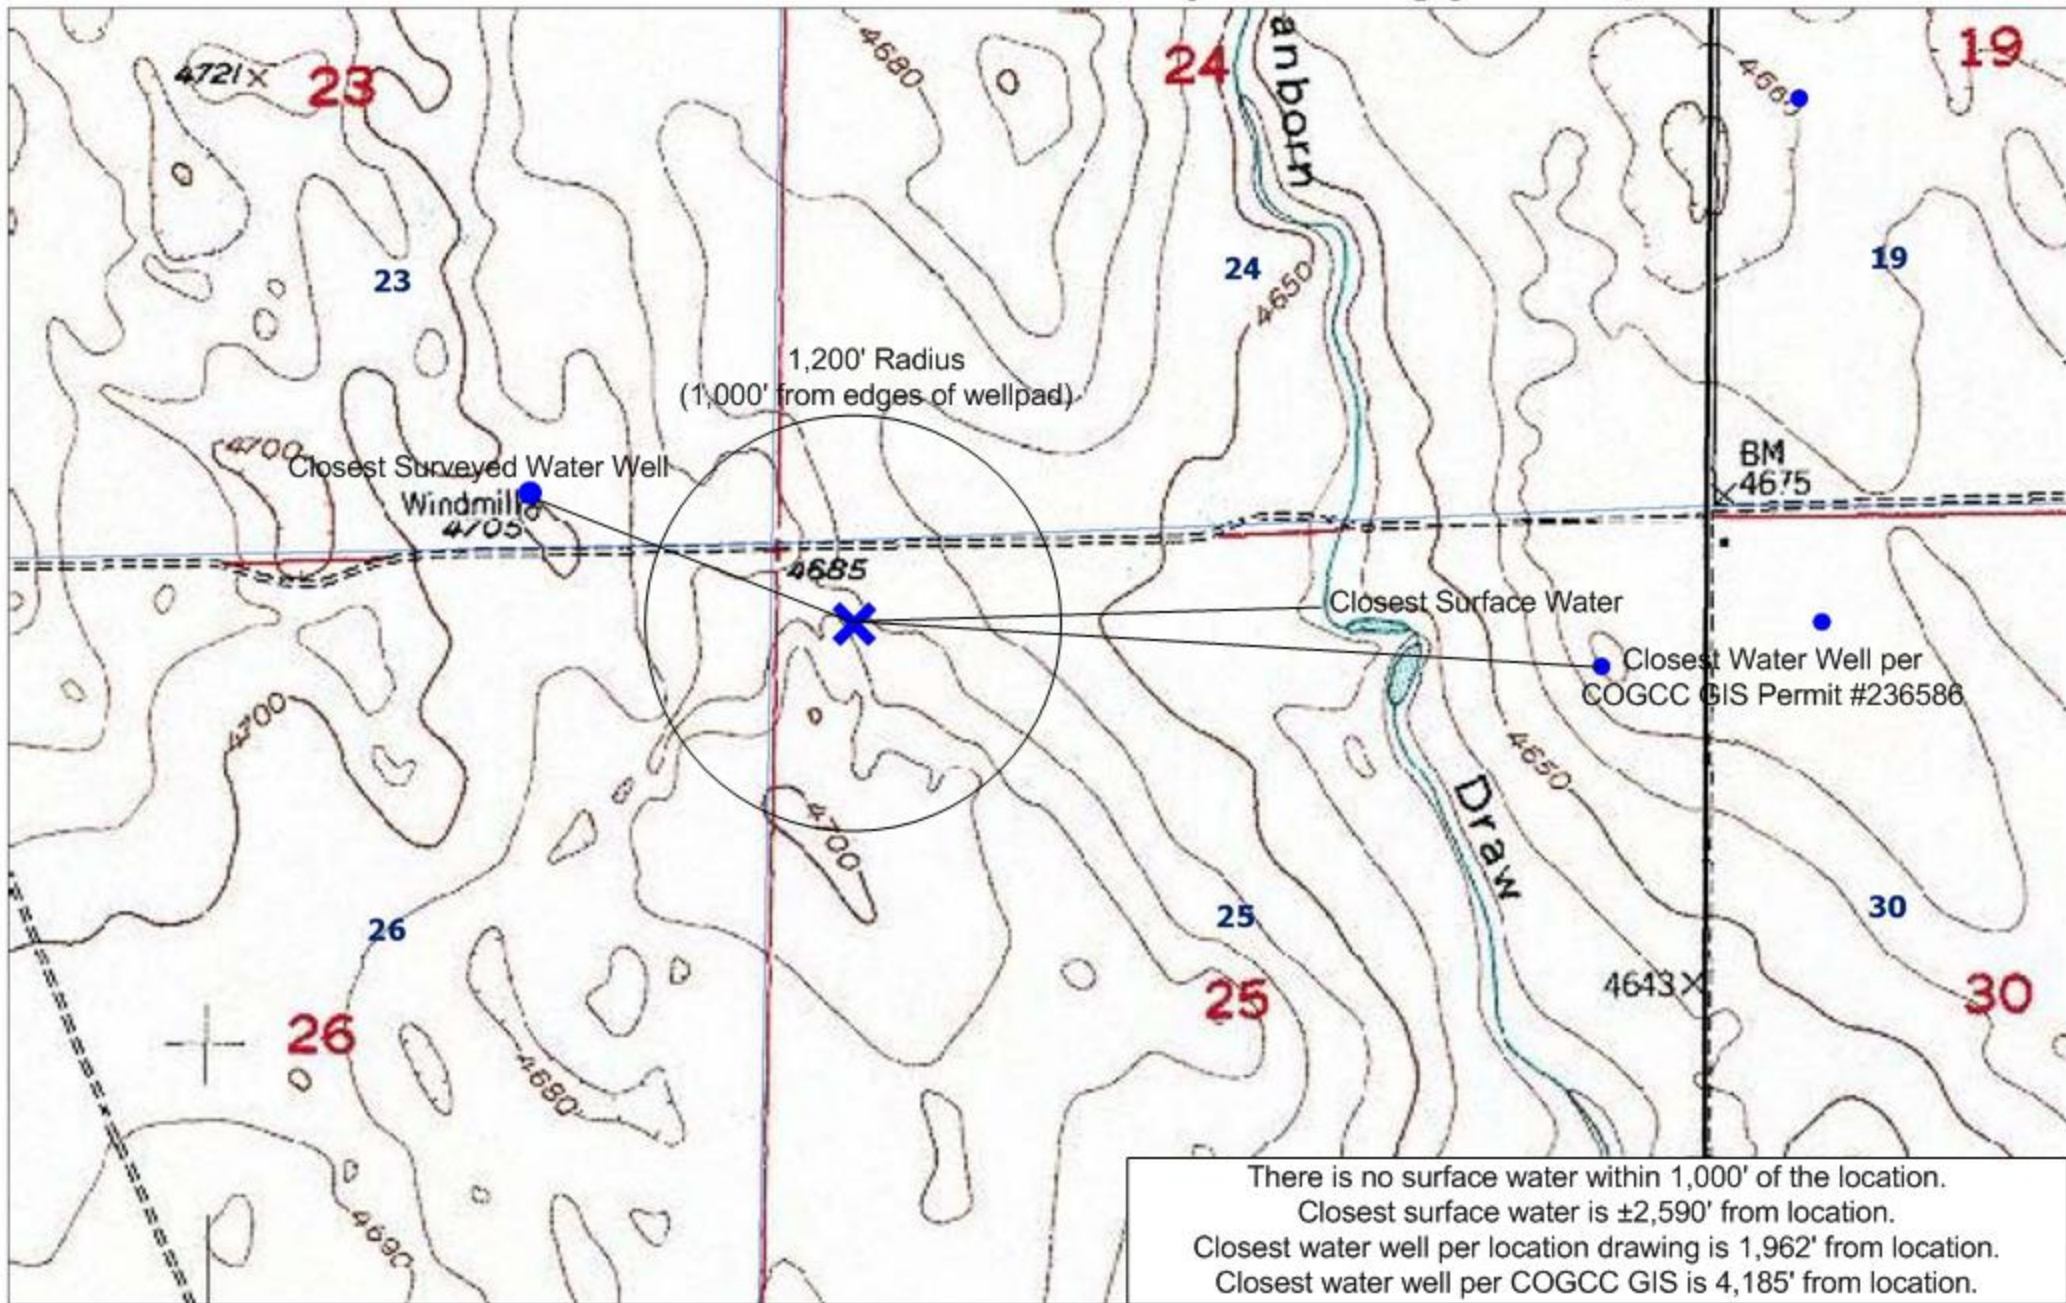 4721
23
4680
24
anborn
19
466
23
24
19
4650
1,200' Radius
(1,000' from edges of wellpad)
4700
Closest Surveyed Water Well
Windmill
4705
BM
4675
4685
Closest Surface Water
Closest Water Well per
COGCC GIS Permit #236586
4700
4650
4700
Draw
26
25
30
4643
26
25
30
4680
4690
There is no surface water within 1,000' of the location.
Closest surface water is ±2,590' from location.
Closest water well per location drawing is 1,962' from location.
Closest water well per COGCC GIS is 4,185' from location.